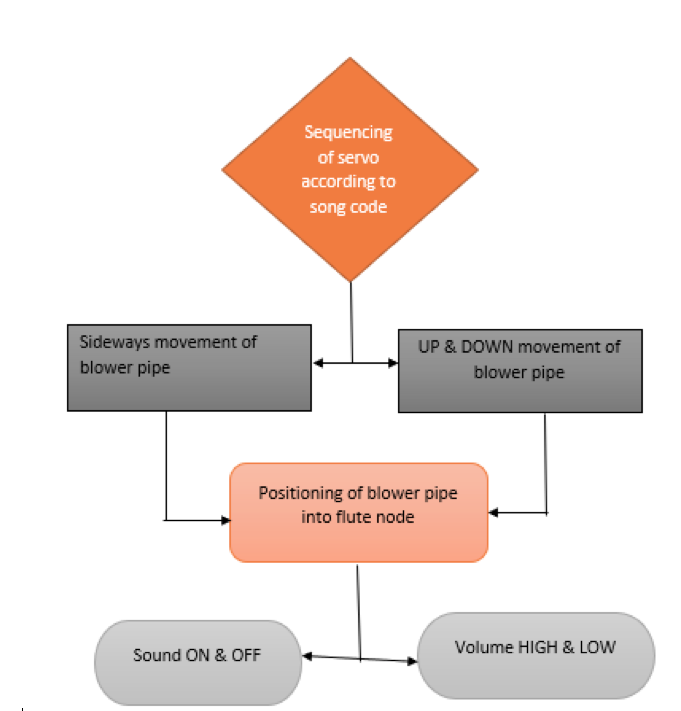 Sequencing
of servo
according to
song code
Sideways movement of
blower pipe
UP & DOWN movement of
blower pipe
Positioning of blower pipe
into flute node
Sound ON & OFF
Volume HIGH & LOW